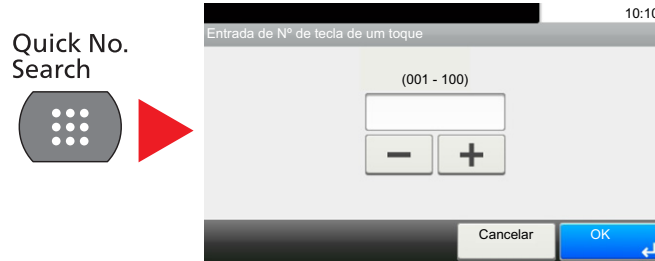 Quick No.
Search
10:10
Entrada de Nº de tecla de um toque
(001 - 100)
Cancelar
OK